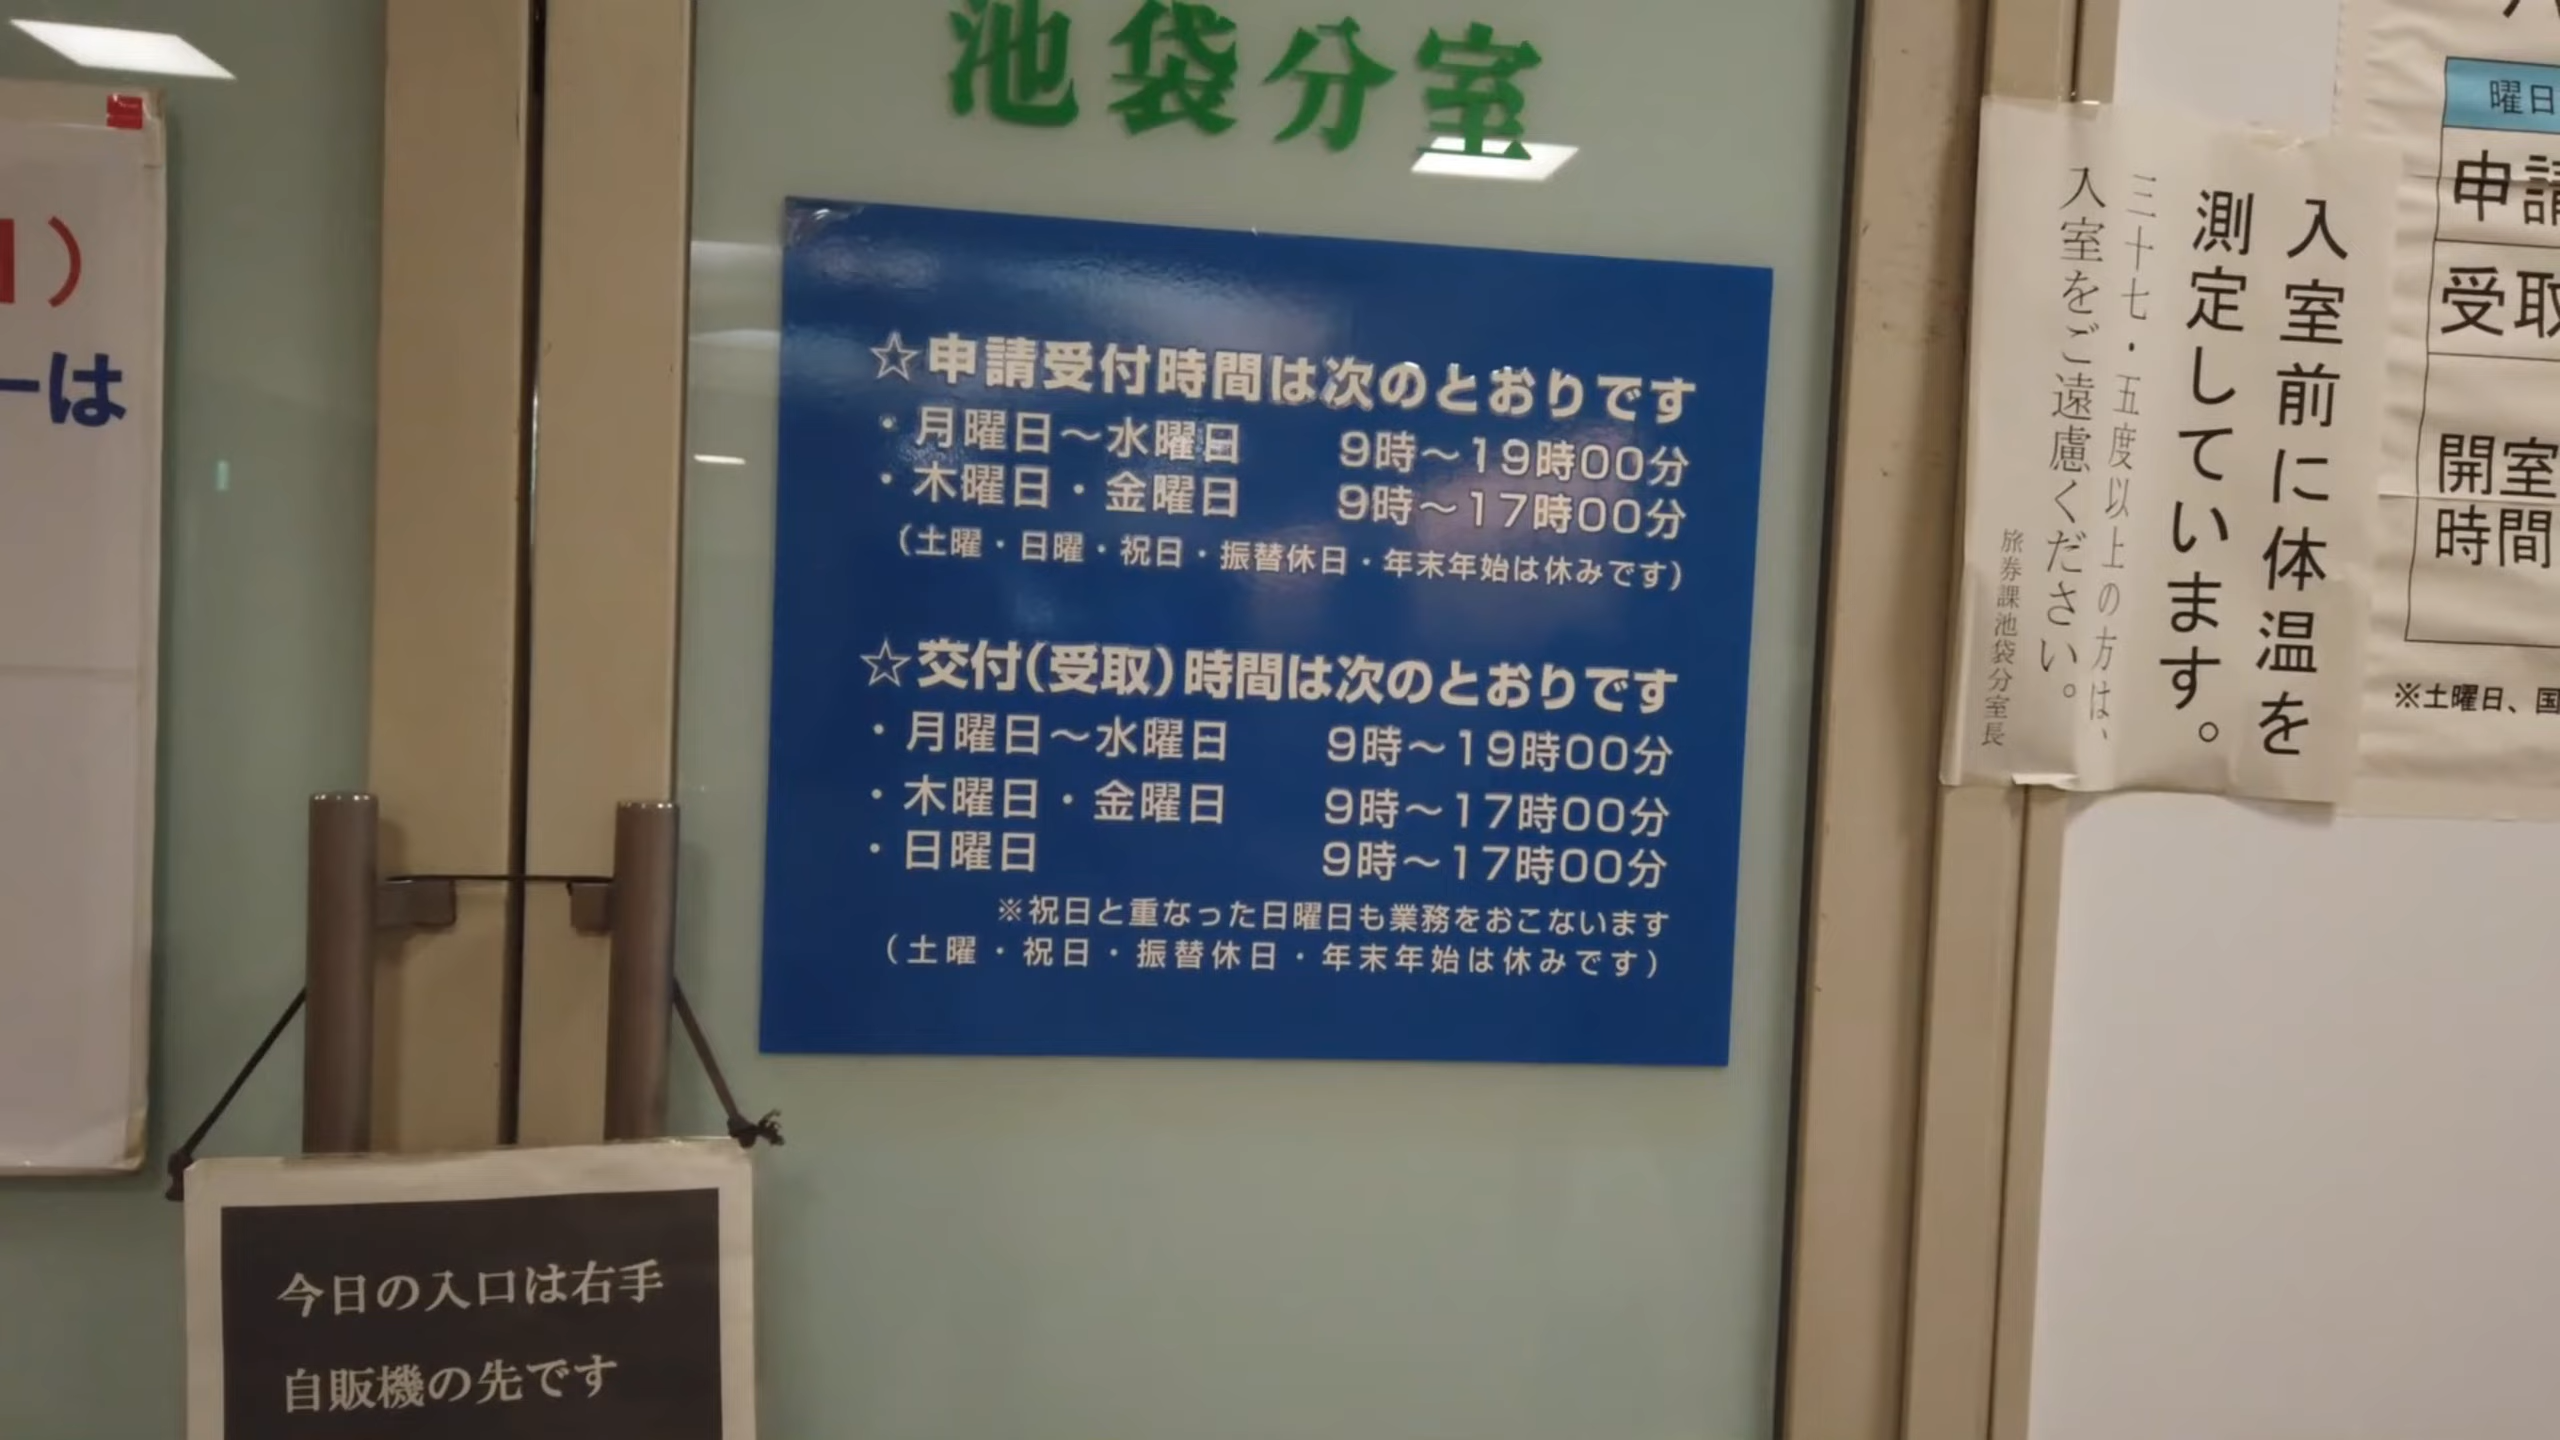 池袋分室
☆申請受付時間は次のとおりです
・月曜日～水曜日 9時～19時00分
・木曜日・金曜日 9時～17時00分
（土曜・日曜・祝日・振替休日・年末年始は休みです）
☆交付（受取）時間は次のとおりです
・月曜日～水曜日 9時～19時00分
・木曜日・金曜日 9時～17時00分
・日曜日 9時～17時00分
※祝日と重なった日曜日も業務をおこないます
（土曜・祝日・振替休日・年末年始は休みです）
ーは
今日の入口は右手
自販機の先です
入室前に体温を
測定しています。
三十七・五度以上の方は、
入室をご遠慮ください。
旅券課池袋分室長
曜日
申請
受取
開室
時間
※土曜日、国